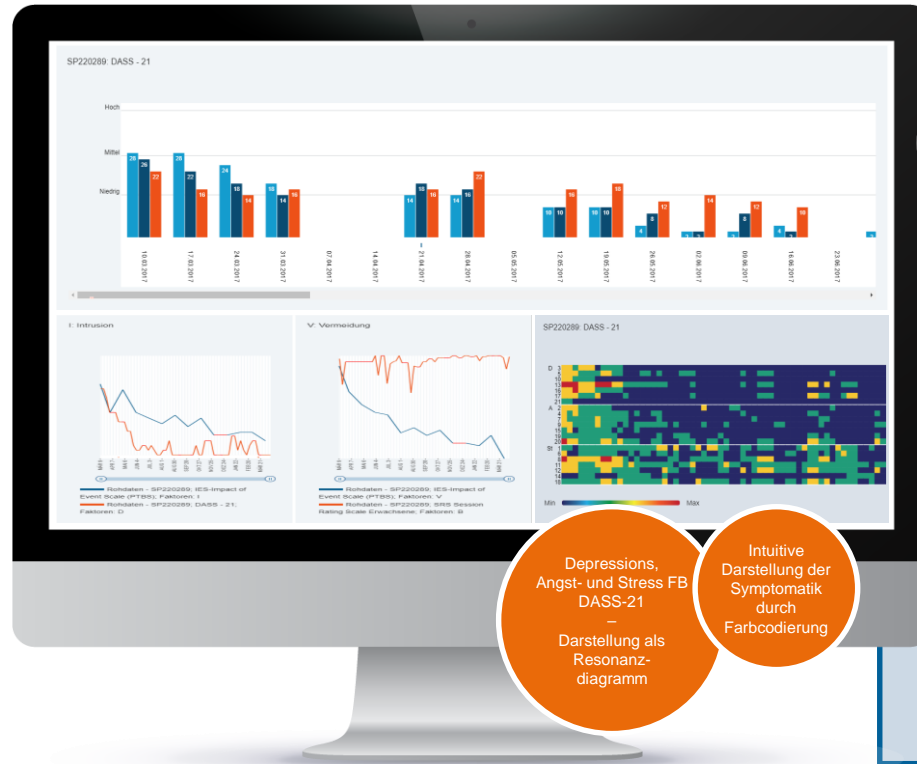 SP220289: DASS - 21
Hoch
Mittel
Niedrig
28 26 22
28 22 16
24 18 14
18 14 16
14 18 16
14 16 22
10 10 16
10 10 18
4 8 12
14
8 12
4 10
10.03.2017
17.03.2017
24.03.2017
31.03.2017
07.04.2017
14.04.2017
21.04.2017
28.04.2017
05.05.2017
12.05.2017
19.05.2017
26.05.2017
02.06.2017
09.06.2017
16.06.2017
23.06.2017
I: Intrusion
Rohdaten - SP220289; IES-Impact of
Event Scale (PTBS); Faktoren: I
Rohdaten - SP220289; DASS - 21;
Faktoren: D
V: Vermeidung
Rohdaten - SP220289; IES-Impact of
Event Scale (PTBS); Faktoren: V
Rohdaten - SP220289; SRS Session
Rating Scale Erwachsene; Faktoren: B
SP220289: DASS - 21
D
A
St
Min
Max
Depressions,
Angst- und Stress FB
DASS-21
–
Darstellung als
Resonanz-
diagramm
Intuitive
Darstellung der
Symptomatik
durch
Farbcodierung